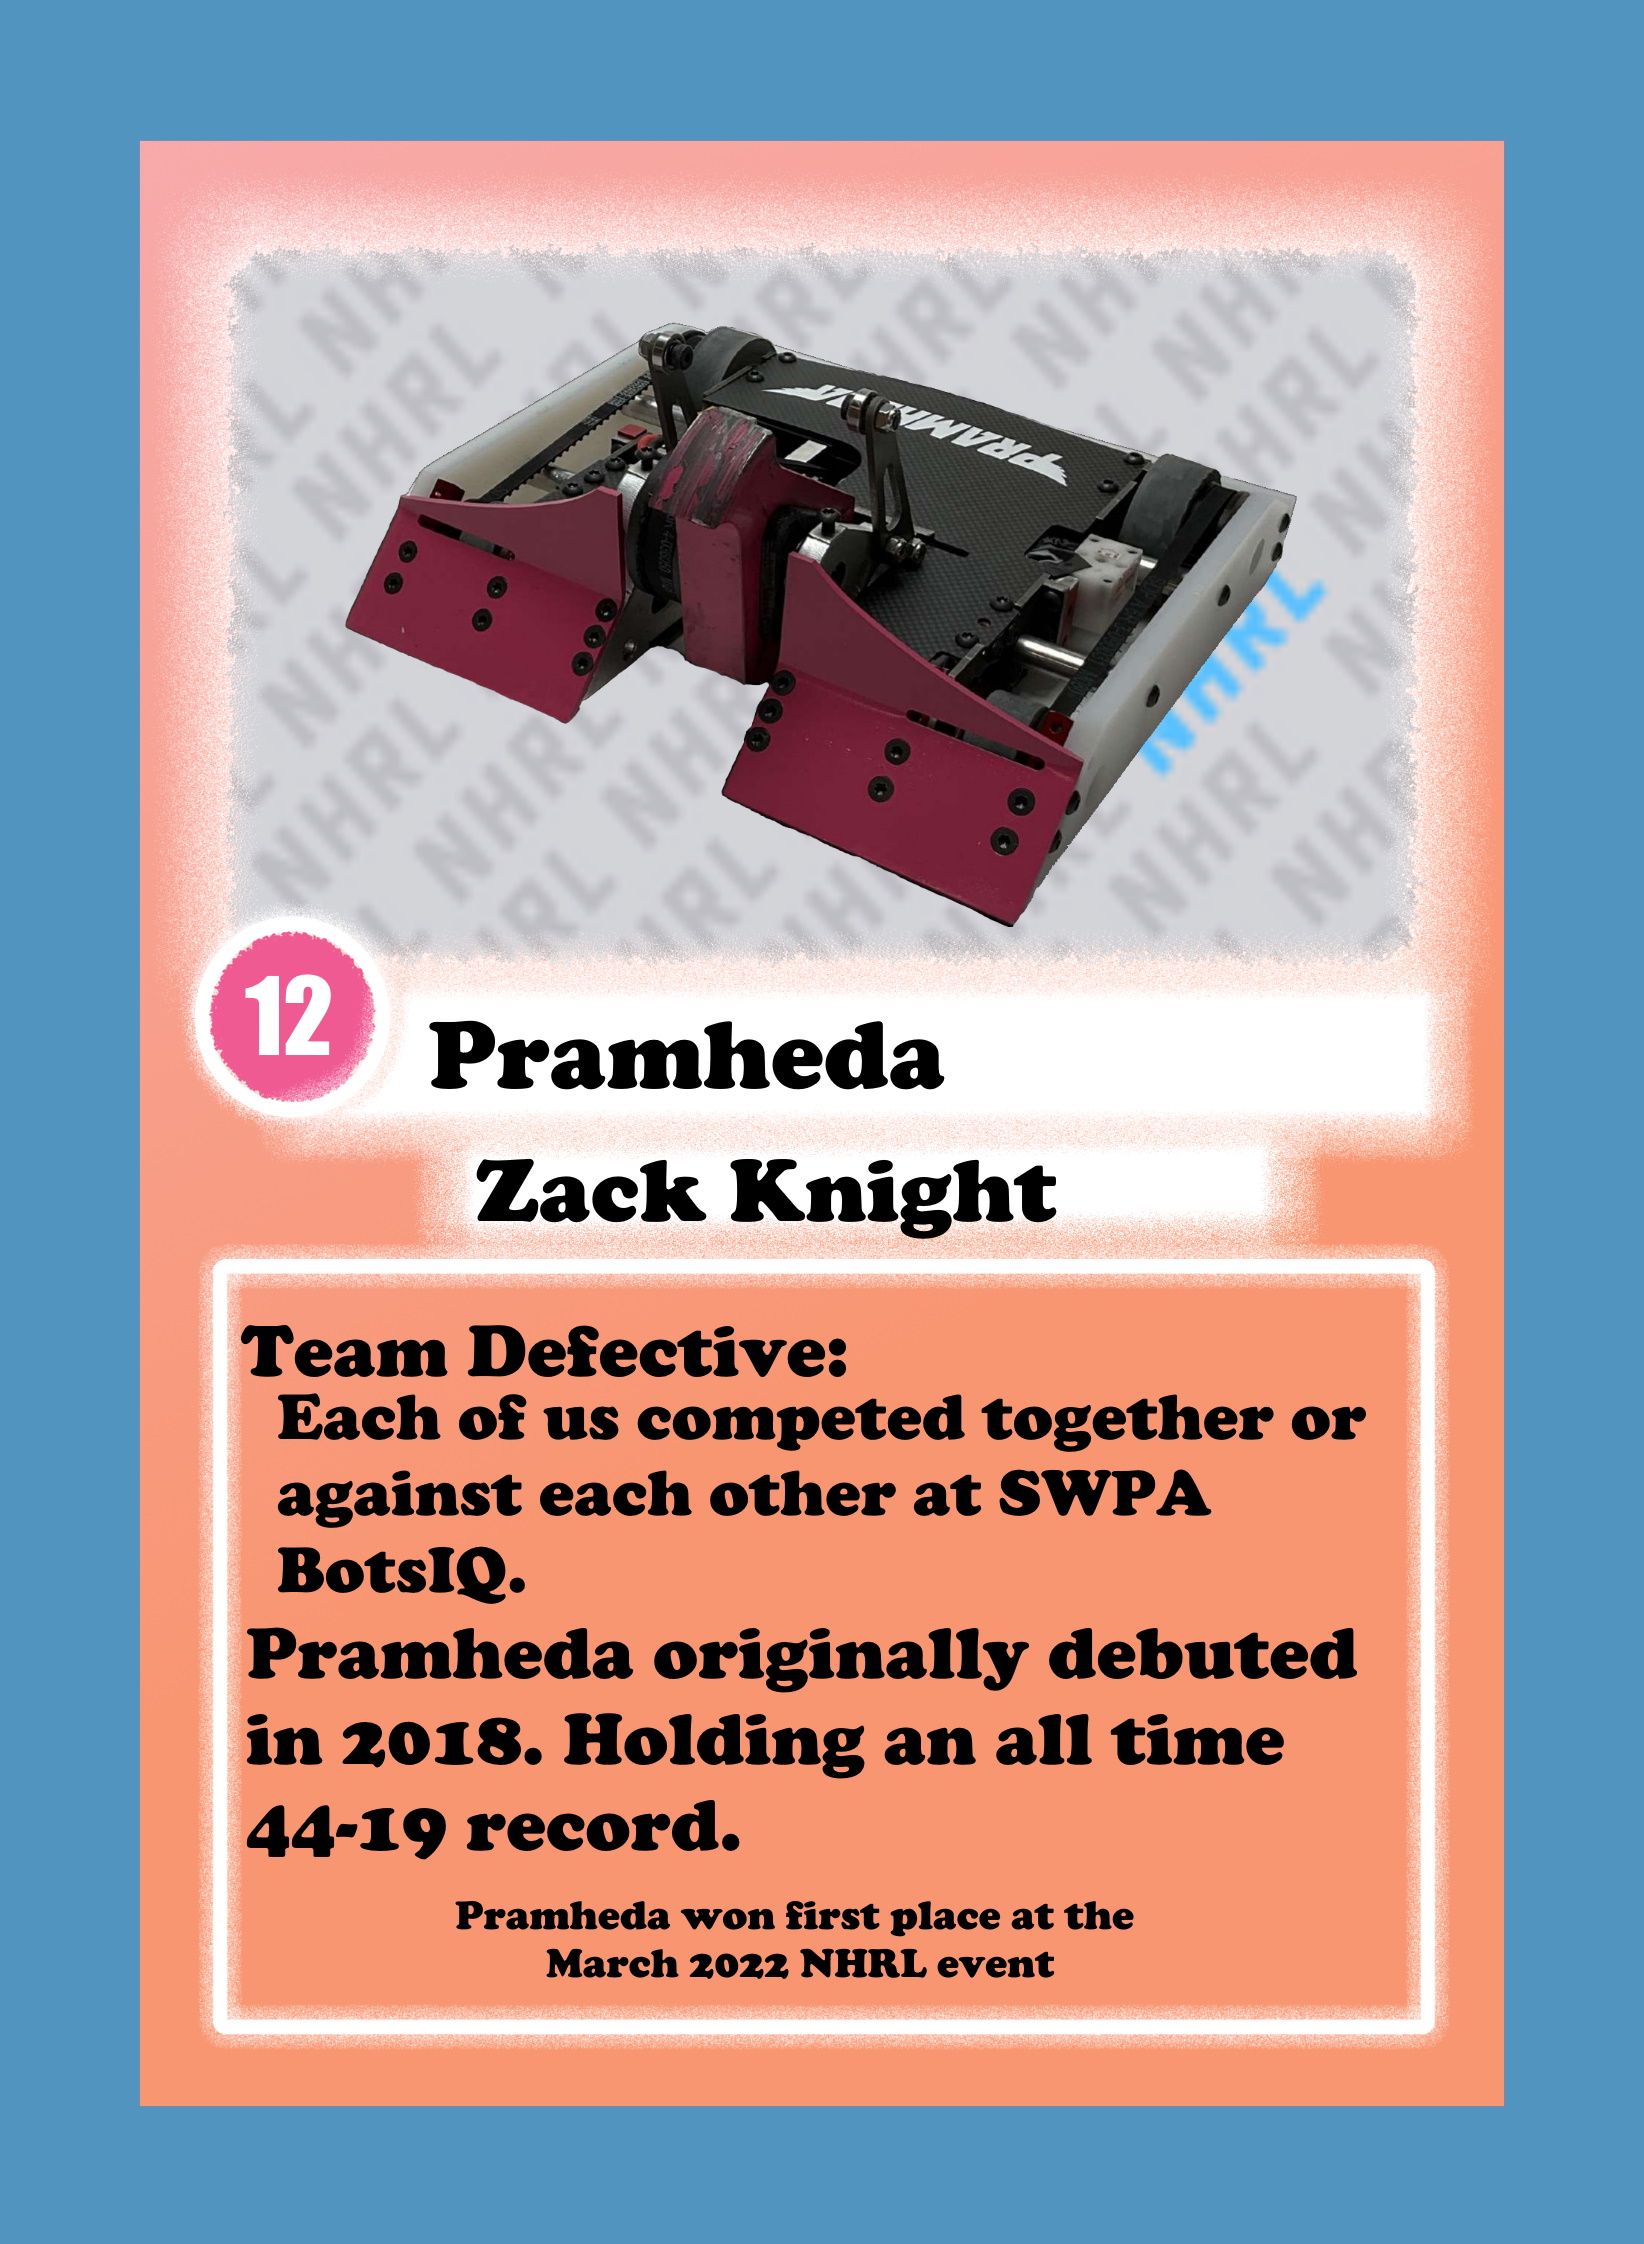 NHRL
PRAMHEDA
12
Pramheda
Zack Knight
Team Defective:
Each of us competed together or
against each other at SWPA
BotsIQ.
Pramheda originally debuted
in 2018. Holding an all time
44-19 record.
Pramheda won first place at the
March 2022 NHRL event